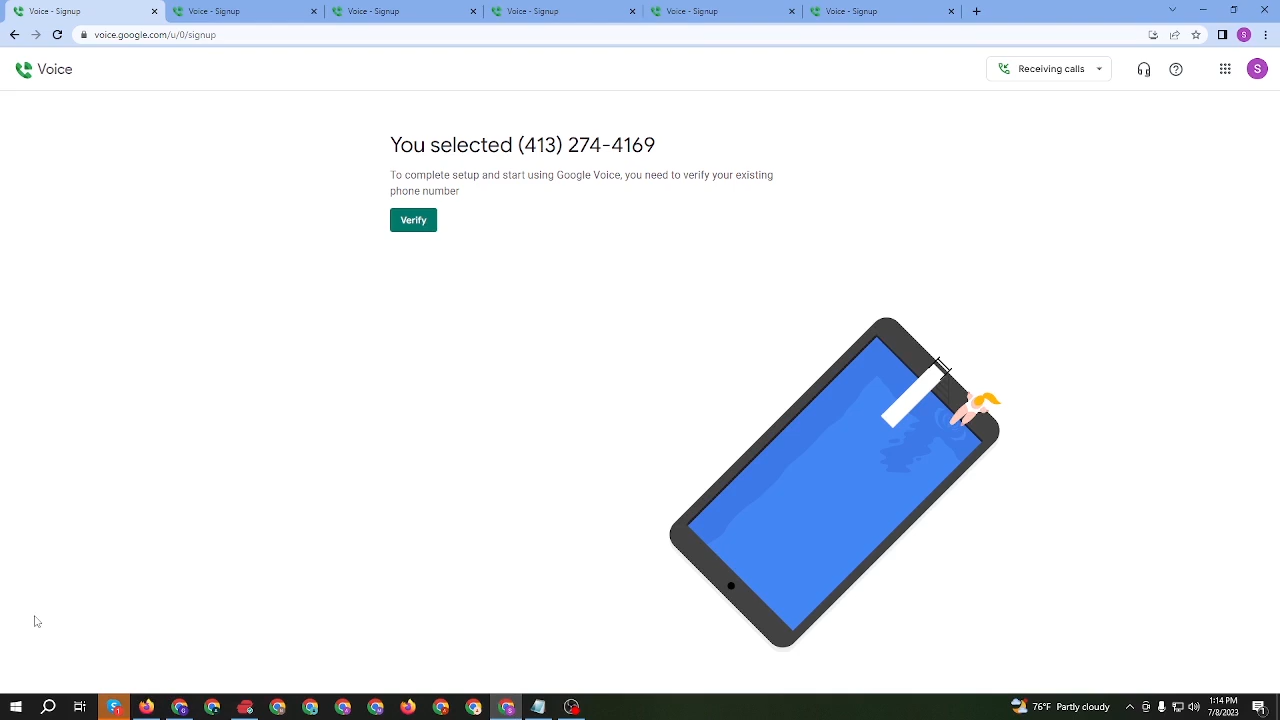 Voice - Signup
Voice - Signup
Voice - Signup
Voice - Signup
Voice - Signup
Voice - Signup
voice.google.com/u/0/signup
S
Voice
Receiving calls
S
You selected (413) 274-4169
To complete setup and start using Google Voice, you need to verify your existing
phone number
Verify
76°F Partly cloudy
1:14 PM
7/8/2023